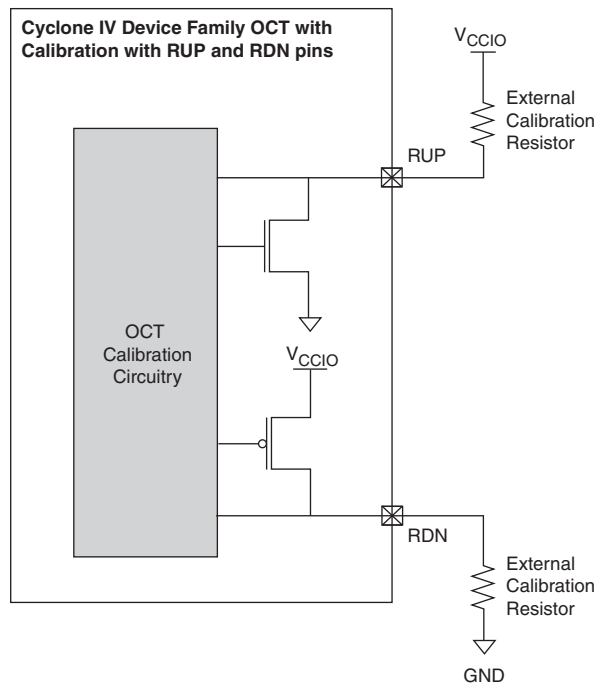 Cyclone IV Device Family OCT with
Calibration with RUP and RDN pins
VCCIO
External
Calibration
Resistor
RUP
OCT
Calibration
Circuitry
VCCIO
RDN
External
Calibration
Resistor
GND